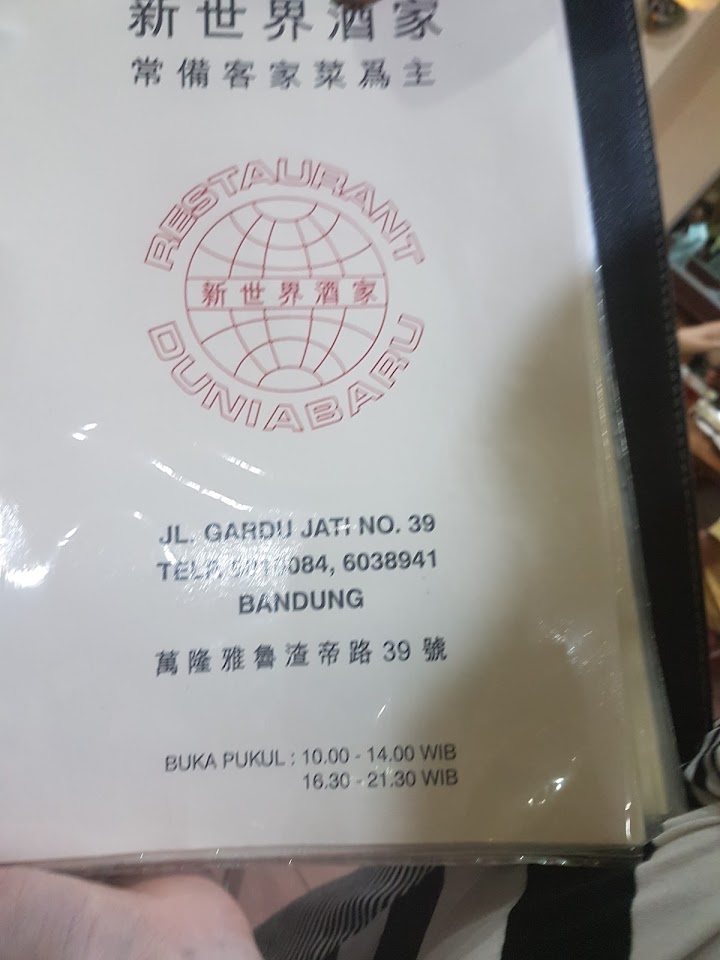 新世界酒家
常備客家菜爲主
RESTAURANT
新世界酒家
DUNIABARU
JL. GARDU JATI NO. 39
TELP. 6038941
BANDUNG
萬隆雅魯渣帝路 39 號
BUKA PUKUL : 10.00 - 14.00 WIB
16.30 - 21.30 WIB